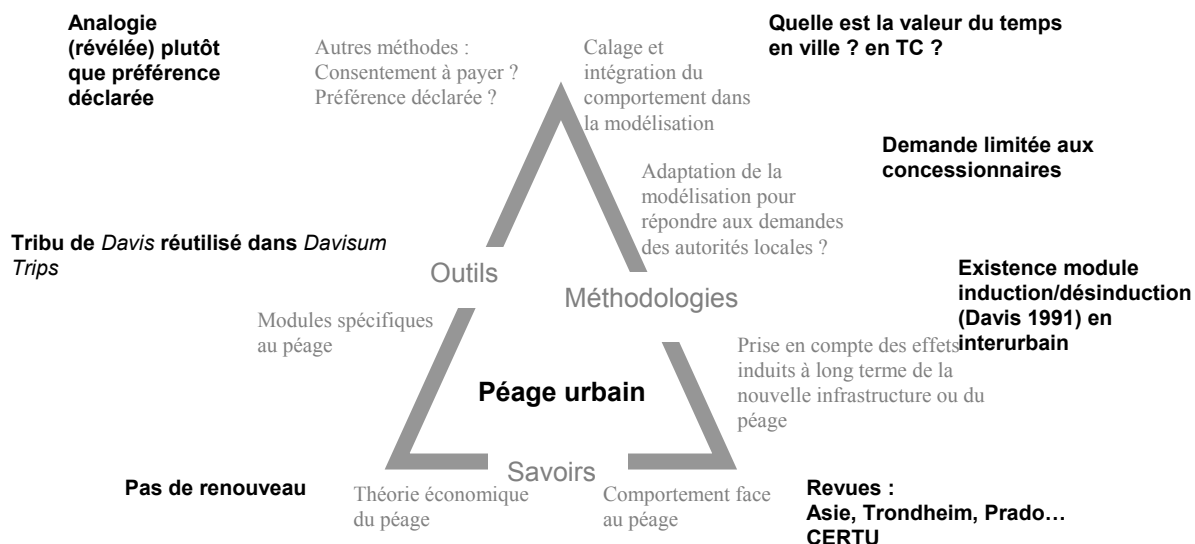 Analogie
(révélée) plutôt
que préférence
déclarée
Autres méthodes :
Consentement à payer ?
Préférence déclarée ?
Calage et
intégration du
comportement dans
la modélisation
Quelle est la valeur du temps
en ville ? en TC ?
Demande limitée aux
concessionnaires
Adaptation de la
modélisation pour
répondre aux demandes
des autorités locales ?
Tribu de Davis réutilisé dans Davisum
Trips
Outils
Méthodologies
Existence module
induction/désinduction
(Davis 1991) en
interurbain
Modules spécifiques
au péage
Prise en compte des effets
induits à long terme de la
nouvelle infrastructure ou du
péage
Péage urbain
Savoirs
Pas de renouveau
Théorie économique
du péage
Comportement face
au péage
Revues :
Asie, Trondheim, Prado…
CERTU